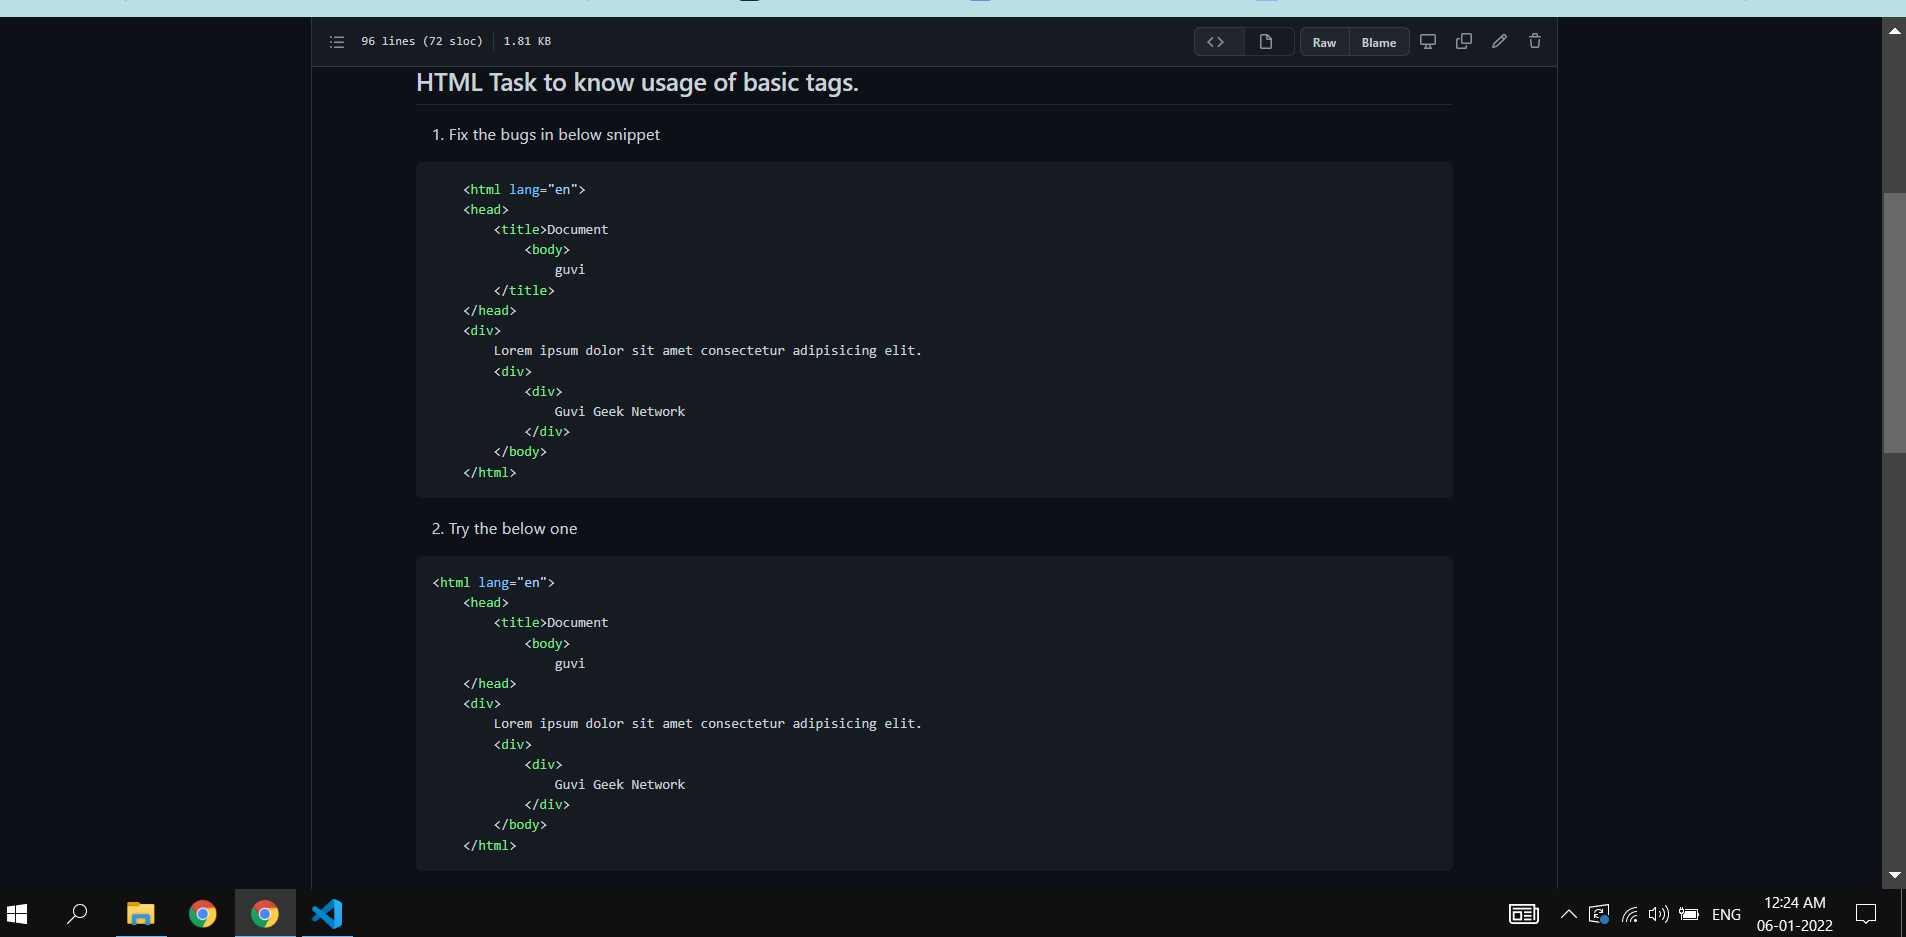 96 lines (72 sloc) 1.81 KB
Raw Blame
HTML Task to know usage of basic tags.
1. Fix the bugs in below snippet
<html lang="en">
<head>
<title>Document
<body>
guvi
</title>
</head>
<div>
Lorem ipsum dolor sit amet consectetur adipisicing elit.
<div>
<div>
Guvi Geek Network
</div>
</body>
</html>
2. Try the below one
<html lang="en">
<head>
<title>Document
<body>
guvi
</head>
<div>
Lorem ipsum dolor sit amet consectetur adipisicing elit.
<div>
<div>
Guvi Geek Network
</div>
</body>
</html>
ENG
12:24 AM
06-01-2022